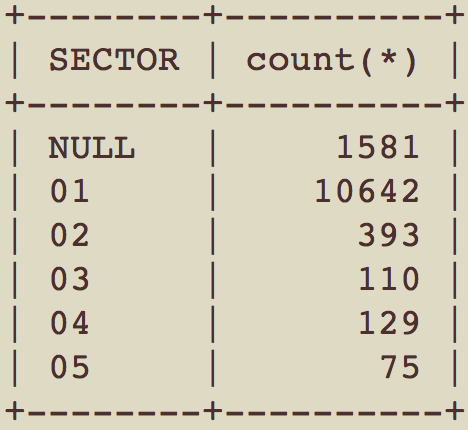 +--------+----------+
| SECTOR | count(*) |
+--------+----------+
| NULL   |     1581 |
| 01     |    10642 |
| 02     |      393 |
| 03     |      110 |
| 04     |      129 |
| 05     |       75 |
+--------+----------+